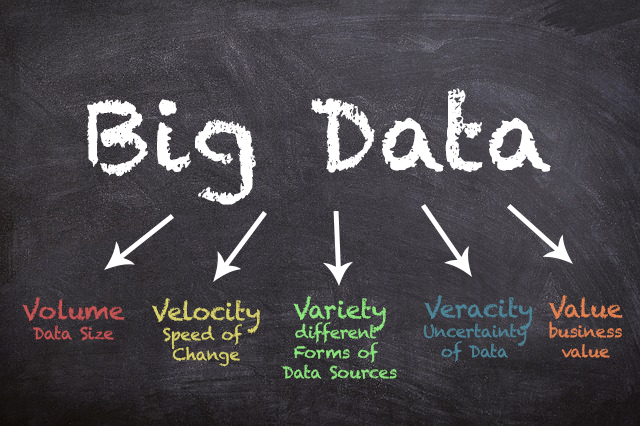 Big Data
Volume
Data Size
Velocity
Speed of
Change
Variety
different
Forms of
Data Sources
Veracity
Uncertainty
of Data
Value
business
value